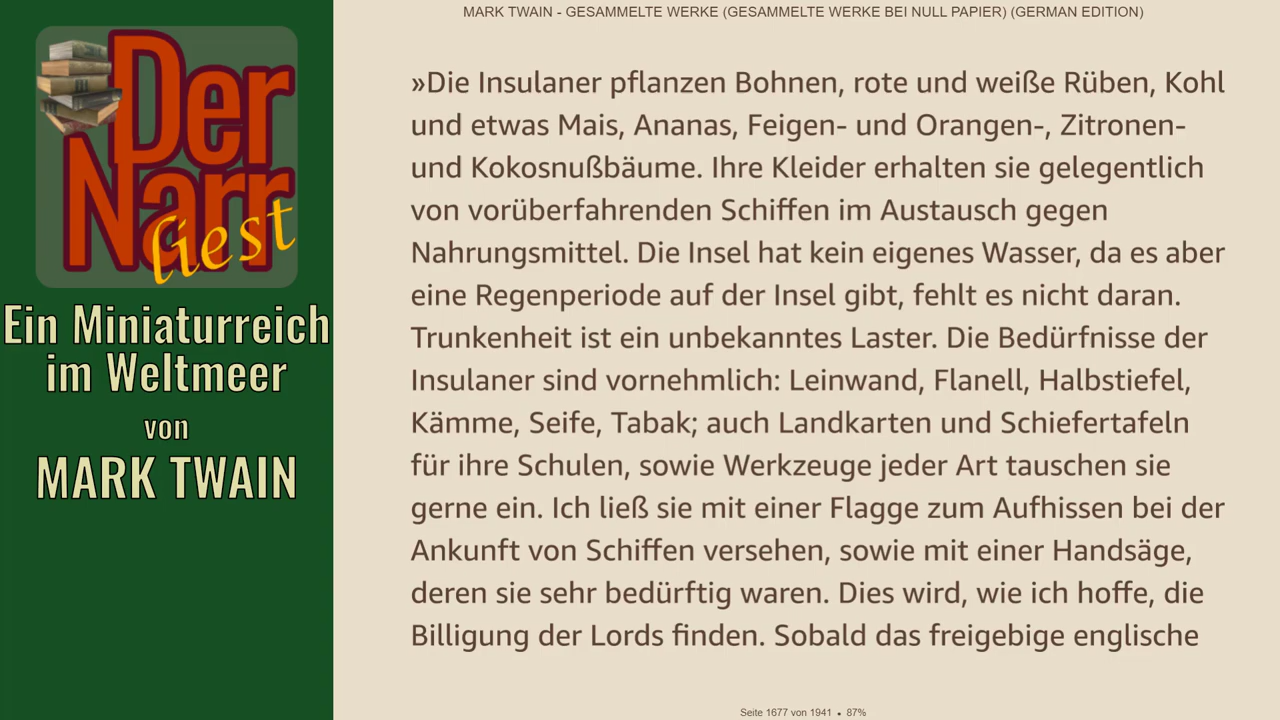 MARK TWAIN - GESAMMELTE WERKE (GESAMMELTE WERKE BEI NULL PAPIER) (GERMAN EDITION)
Der
Narr
liest
Ein Miniaturreich
im Weltmeer
von
MARK TWAIN
»Die Insulaner pflanzen Bohnen, rote und weiße Rüben, Kohl
und etwas Mais, Ananas, Feigen- und Orangen-, Zitronen-
und Kokosnußbäume. Ihre Kleider erhalten sie gelegentlich
von vorüberfahrenden Schiffen im Austausch gegen
Nahrungsmittel. Die Insel hat kein eigenes Wasser, da es aber
eine Regenperiode auf der Insel gibt, fehlt es nicht daran.
Trunkenheit ist ein unbekanntes Laster. Die Bedürfnisse der
Insulaner sind vornehmlich: Leinwand, Flanell, Halbstiefel,
Kämme, Seife, Tabak; auch Landkarten und Schiefertafeln
für ihre Schulen, sowie Werkzeuge jeder Art tauschen sie
gerne ein. Ich ließ sie mit einer Flagge zum Aufhissen bei der
Ankunft von Schiffen versehen, sowie mit einer Handsäge,
deren sie sehr bedürftig waren. Dies wird, wie ich hoffe, die
Billigung der Lords finden. Sobald das freigebige englische
Seite 1677 von 1941 • 87%